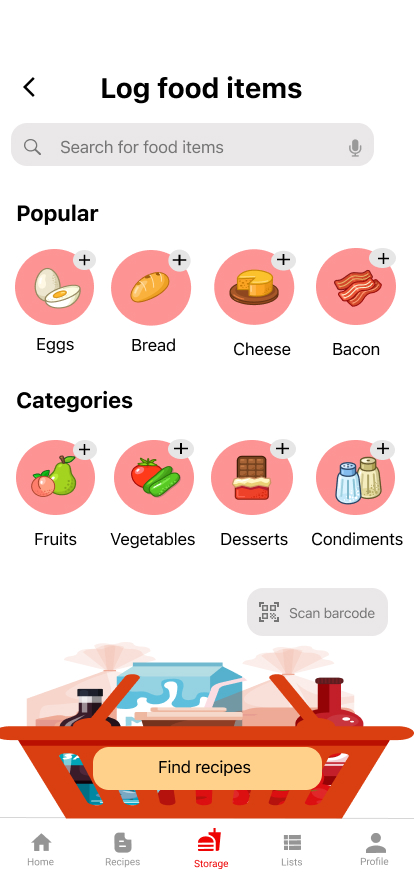 Log food items
Search for food items
Popular
Eggs
Bread
Cheese
Bacon
Categories
Fruits
Vegetables
Desserts
Condiments
Scan barcode
Find recipes
Home
Recipes
Storage
Lists
Profile